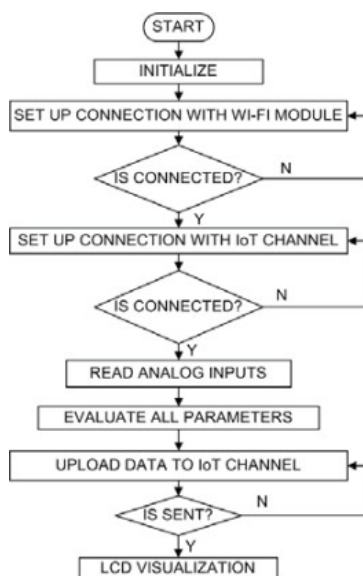 START
INITIALIZE
SET UP CONNECTION WITH WI-FI MODULE
IS CONNECTED?
N
Y
SET UP CONNECTION WITH IoT CHANNEL
IS CONNECTED?
N
Y
READ ANALOG INPUTS
EVALUATE ALL PARAMETERS
UPLOAD DATA TO IoT CHANNEL
IS SENT?
N
Y
LCD VISUALIZATION